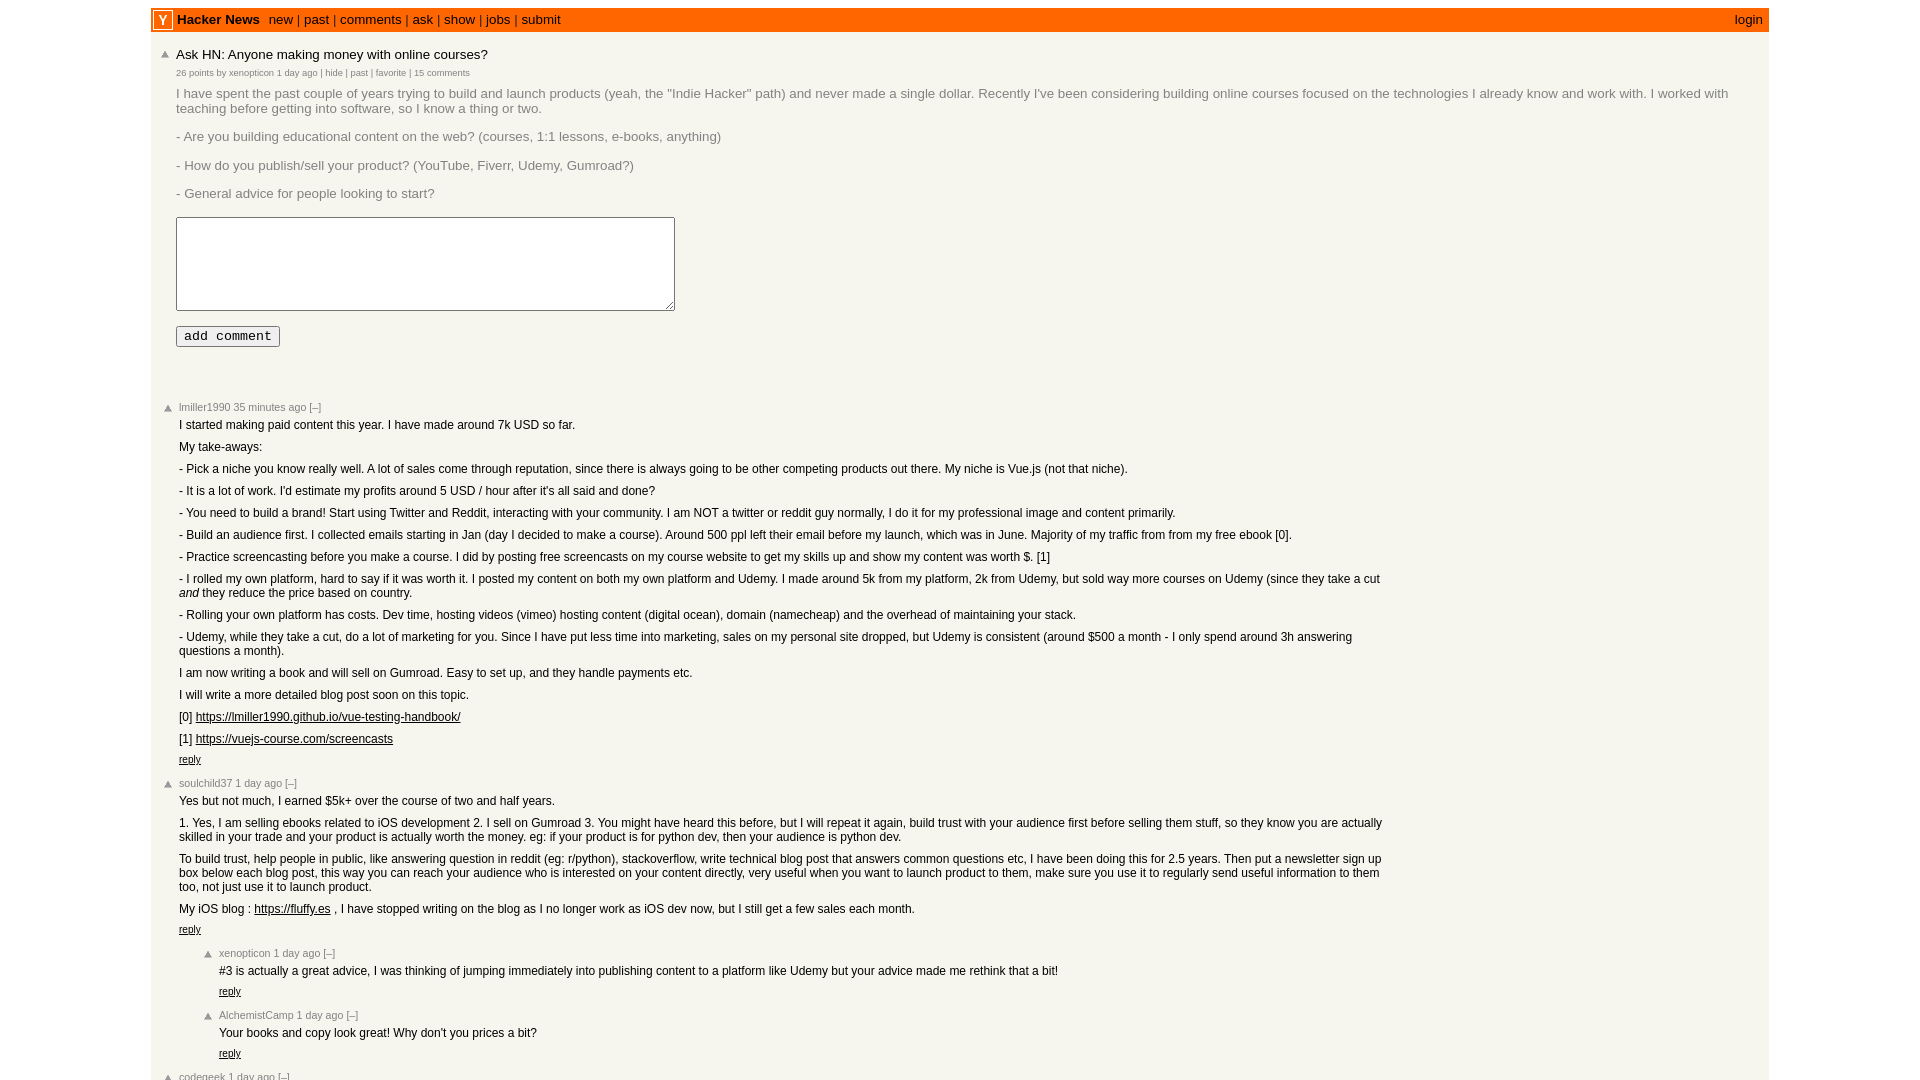 Y Hacker News new | past | comments | ask | show | jobs | submit login
Ask HN: Anyone making money with online courses?
26 points by xenopticon 1 day ago | hide | past | favorite | 15 comments
I have spent the past couple of years trying to build and launch products (yeah, the "Indie Hacker" path) and never made a single dollar. Recently I've been considering building online courses focused on the technologies I already know and work with. I worked with
teaching before getting into software, so I know a thing or two.
- Are you building educational content on the web? (courses, 1:1 lessons, e-books, anything)
- How do you publish/sell your product? (YouTube, Fiverr, Udemy, Gumroad?)
- General advice for people looking to start?
add comment
lmiller1990 35 minutes ago [–]
I started making paid content this year. I have made around 7k USD so far.
My take-aways:
- Pick a niche you know really well. A lot of sales come through reputation, since there is always going to be other competing products out there. My niche is Vue.js (not that niche).
- It is a lot of work. I'd estimate my profits around 5 USD / hour after it's all said and done?
- You need to build a brand! Start using Twitter and Reddit, interacting with your community. I am NOT a twitter or reddit guy normally, I do it for my professional image and content primarily.
- Build an audience first. I collected emails starting in Jan (day I decided to make a course). Around 500 ppl left their email before my launch, which was in June. Majority of my traffic from from my free ebook [0].
- Practice screencasting before you make a course. I did by posting free screencasts on my course website to get my skills up and show my content was worth $. [1]
- I rolled my own platform, hard to say if it was worth it. I posted my content on both my own platform and Udemy. I made around 5k from my platform, 2k from Udemy, but sold way more courses on Udemy (since they take a cut
and they reduce the price based on country.
- Rolling your own platform has costs. Dev time, hosting videos (vimeo) hosting content (digital ocean), domain (namecheap) and the overhead of maintaining your stack.
- Udemy, while they take a cut, do a lot of marketing for you. Since I have put less time into marketing, sales on my personal site dropped, but Udemy is consistent (around $500 a month - I only spend around 3h answering
questions a month).
I am now writing a book and will sell on Gumroad. Easy to set up, and they handle payments etc.
I will write a more detailed blog post soon on this topic.
[0] https://lmiller1990.github.io/vue-testing-handbook/
[1] https://vuejs-course.com/screencasts
reply
soulchild37 1 day ago [–]
Yes but not much, I earned $5k+ over the course of two and half years.
1. Yes, I am selling ebooks related to iOS development 2. I sell on Gumroad 3. You might have heard this before, but I will repeat it again, build trust with your audience first before selling them stuff, so they know you are actually
skilled in your trade and your product is actually worth the money. eg: if your product is for python dev, then your audience is python dev.
To build trust, help people in public, like answering question in reddit (eg: r/python), stackoverflow, write technical blog post that answers common questions etc, I have been doing this for 2.5 years. Then put a newsletter sign up
box below each blog post, this way you can reach your audience who is interested on your content directly, very useful when you want to launch product to them, make sure you use it to regularly send useful information to them
too, not just use it to launch product.
My iOS blog : https://fluffy.es , I have stopped writing on the blog as I no longer work as iOS dev now, but I still get a few sales each month.
reply
xenopticon 1 day ago [–]
#3 is actually a great advice, I was thinking of jumping immediately into publishing content to a platform like Udemy but your advice made me rethink that a bit!
reply
AlchemistCamp 1 day ago [–]
Your books and copy look great! Why don't you prices a bit?
reply
codegeek 1 day ago [–]